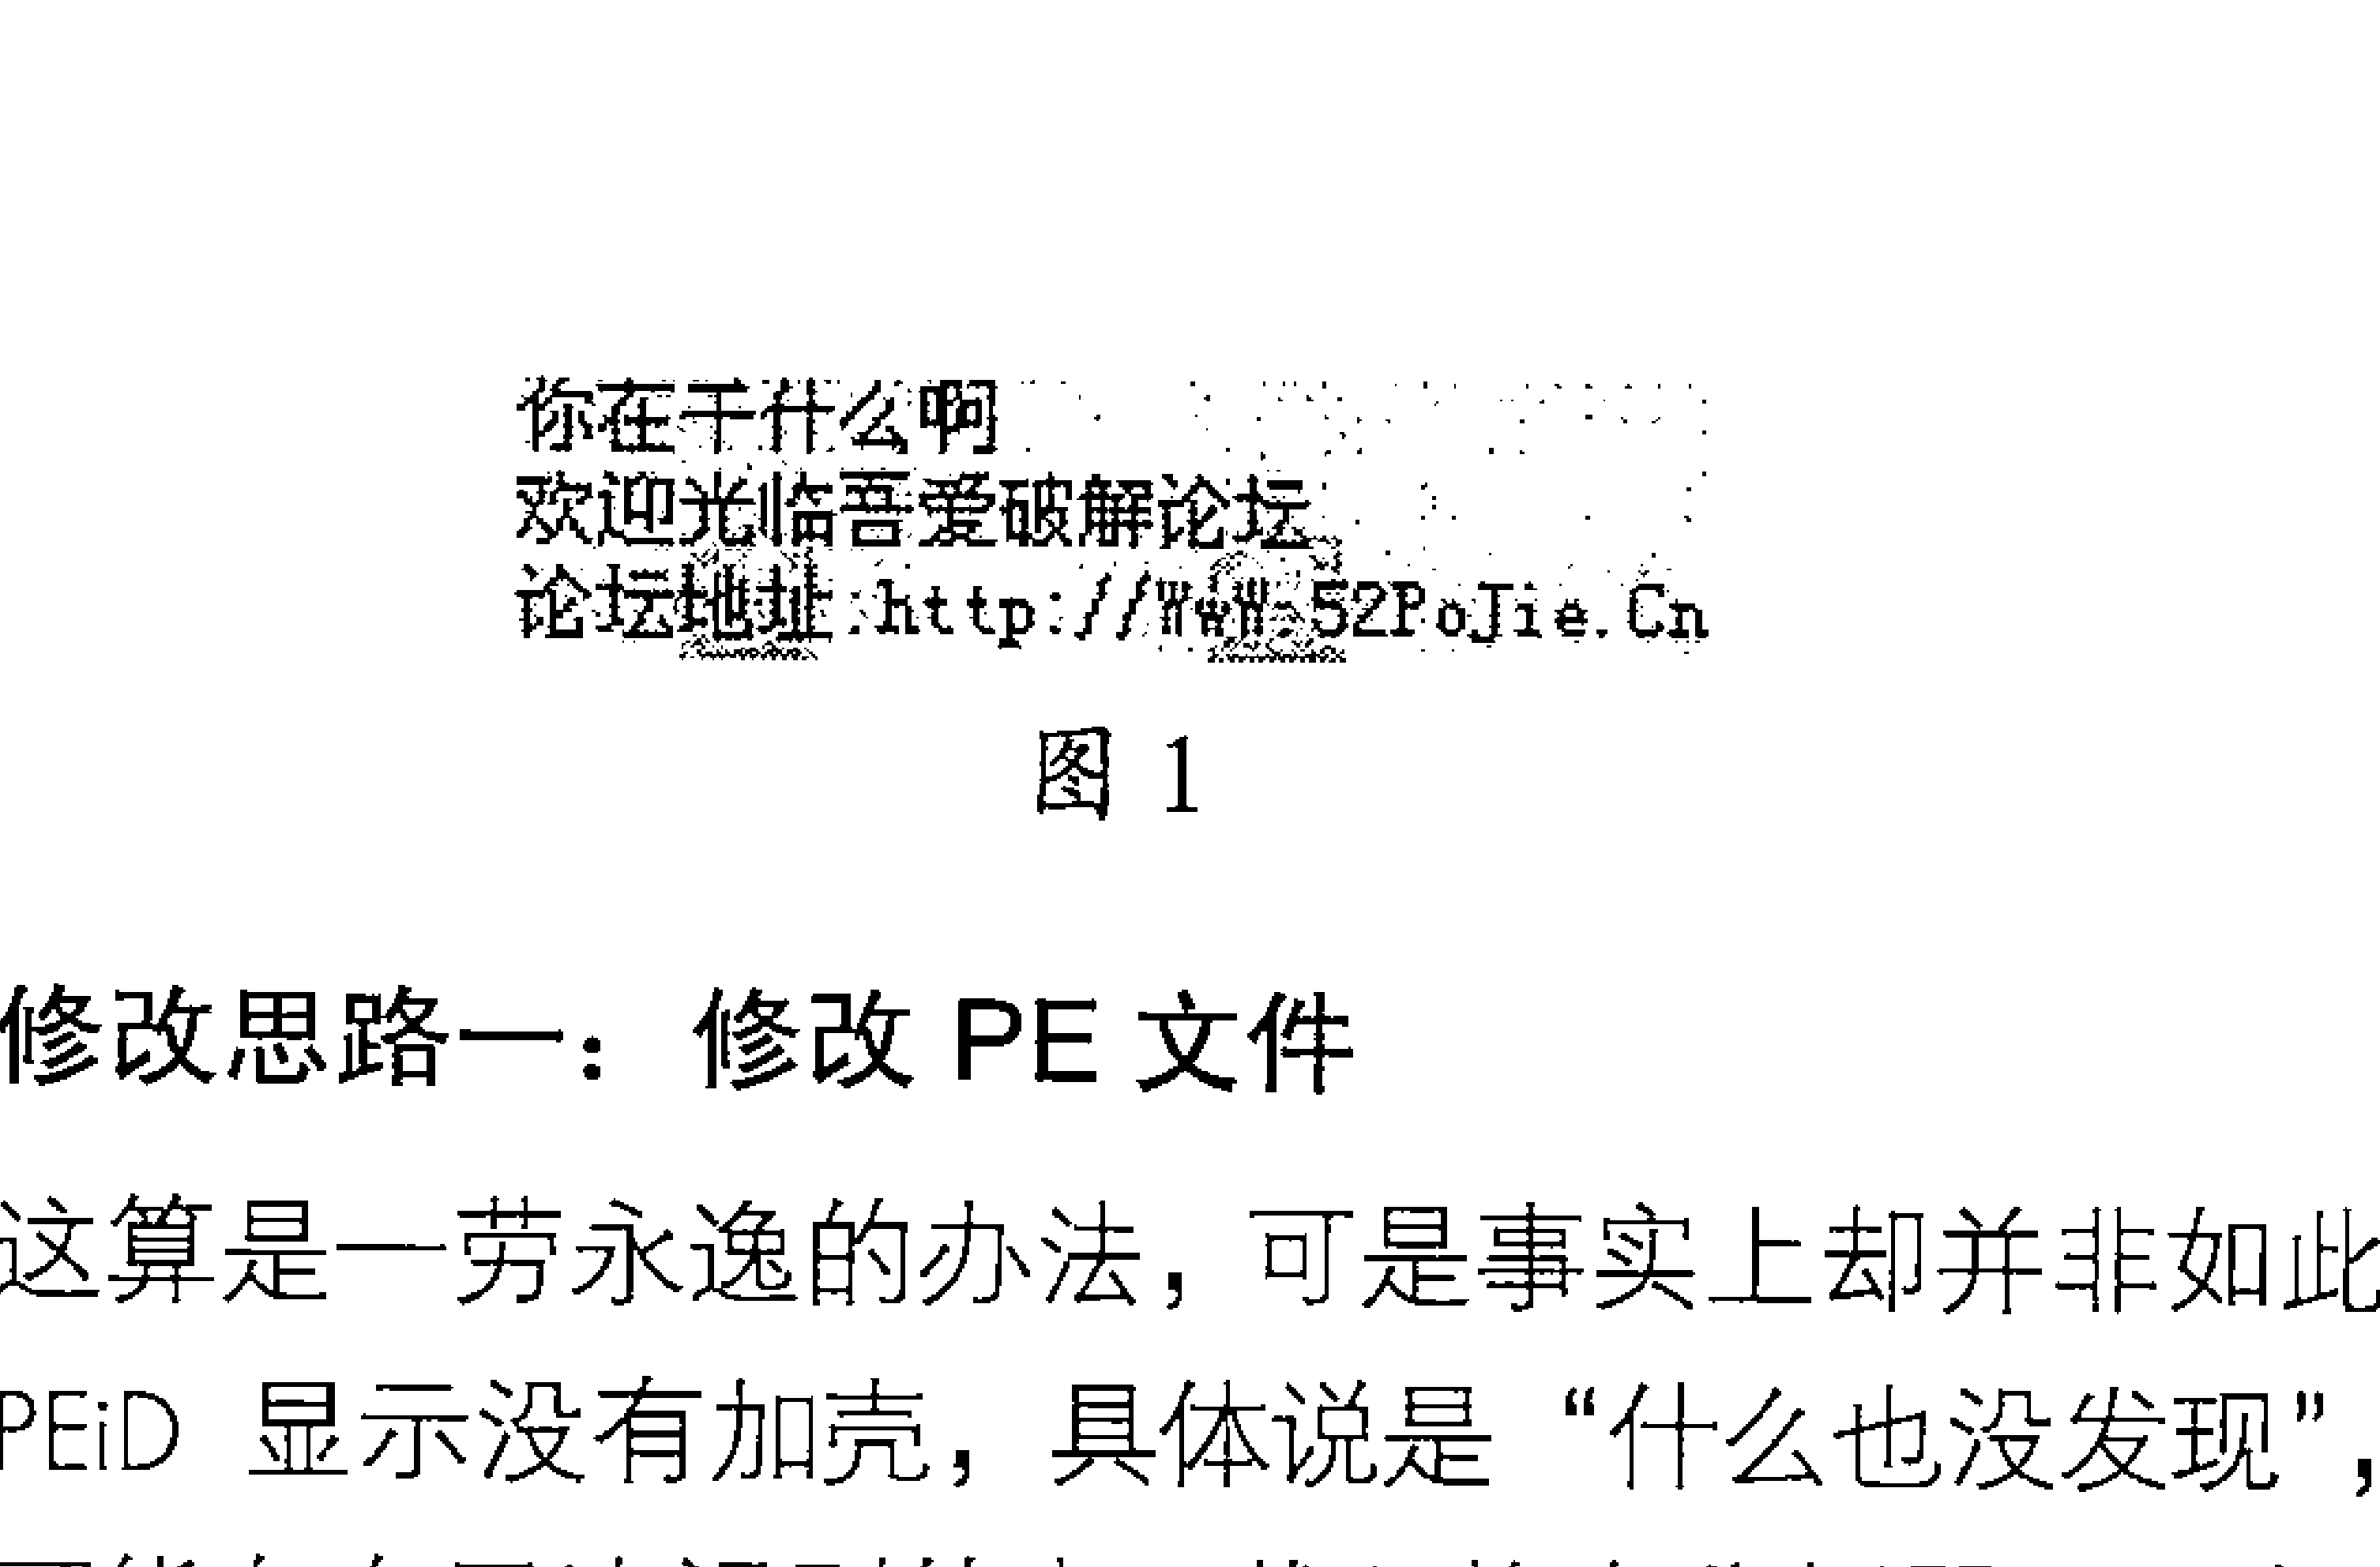 你在干什么啊
欢迎光临吾爱破解论坛
论坛地址:http://WwW.52PoJie.Cn
图 1
修改思路一：修改 PE 文件
这算是一劳永逸的办法，可是事实上却并非如此
PEiD 显示没有加壳，具体说是“什么也没发现”，